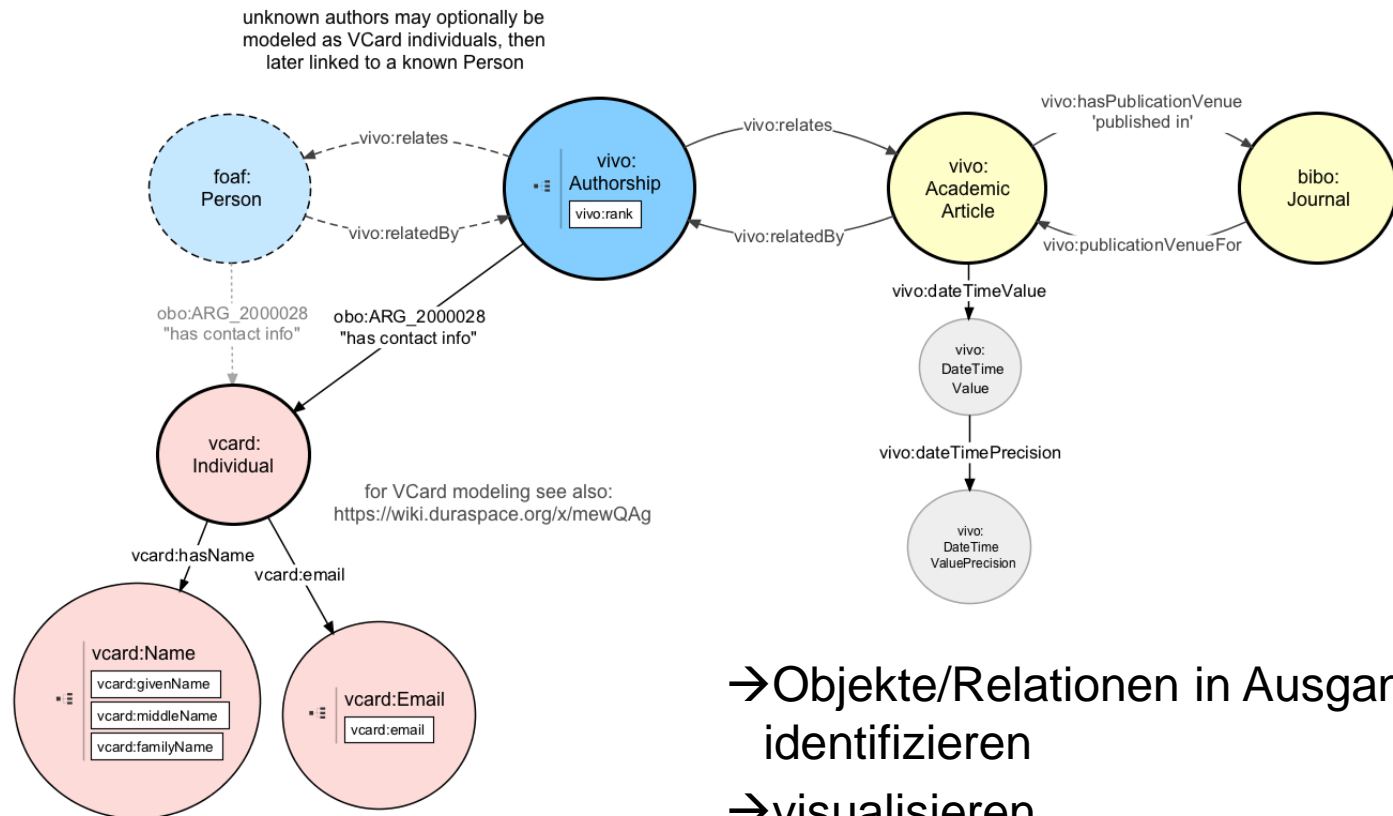 unknown authors may optionally be
modeled as VCard individuals, then
later linked to a known Person
vivo:hasPublicationVenue
'published in'
vivo:relates
vivo:relates
foaf:
Person
vivo:
Authorship
vivo:rank
vivo:
Academic
Article
bibo:
Journal
vivo:relatedBy
vivo:relatedBy
vivo:publicationVenueFor
vivo:dateTimeValue
obo:ARG_2000028
"has contact info"
obo:ARG_2000028
"has contact info"
vivo:
DateTime
Value
vcard:
Individual
vivo:dateTimePrecision
for VCard modeling see also:
https://wiki.duraspace.org/x/mewQAg
vivo:
DateTime
ValuePrecision
vcard:hasName
vcard:email
vcard:Name
vcard:givenName
vcard:middleName
vcard:familyName
vcard:Email
vcard:email
→Objekte/Relationen in
identifizieren
→visualisieren